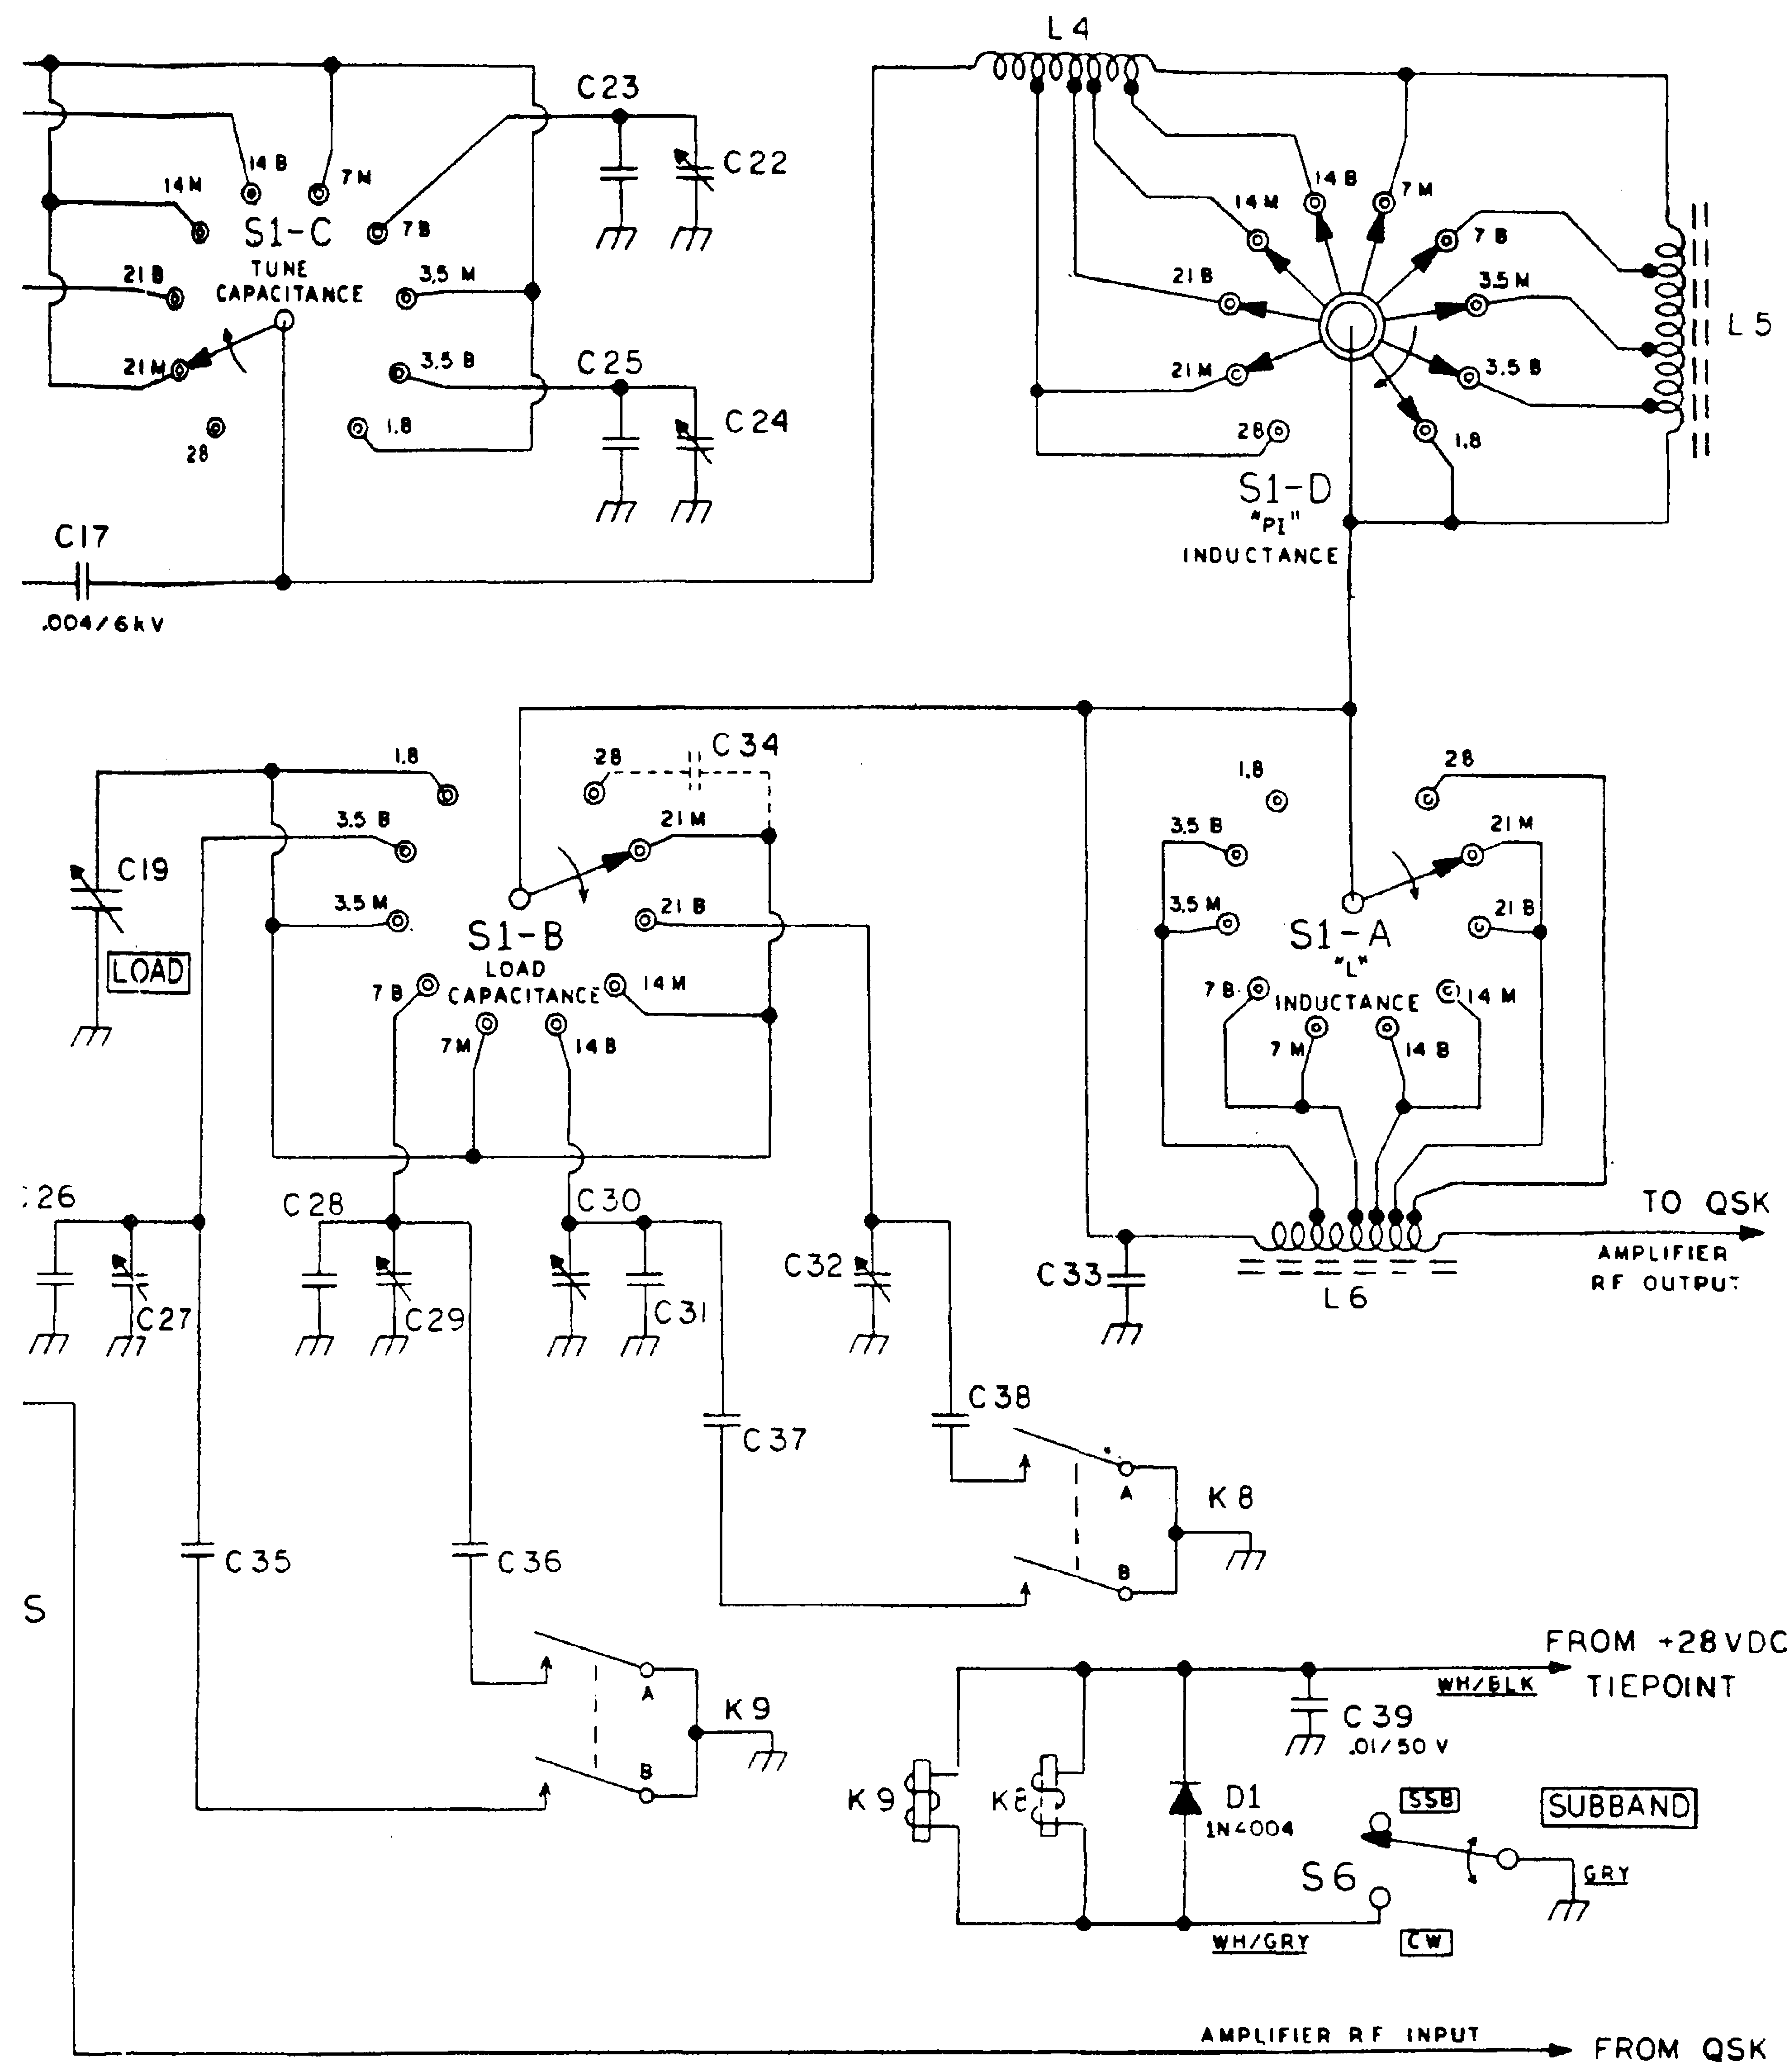 L4
C23
C22
14 B
7 M
14 M
S1-C
7 B
TUNE
CAPACITANCE
21 B
3.5 M
21 M
3.5 B
28
1.8
C25
C24
C17
.004/6kV
14 B
7 M
14 M
7 B
21 B
3.5 M
L5
21 M
3.5 B
28
1.8
S1-D
"PI"
INDUCTANCE
1.8
28
C34
3.5 B
21 M
C19
3.5 M
21 B
S1-B
LOAD
LOAD
CAPACITANCE
7 B
14 M
7 M
14 B
1.8
28
3.5 B
21 M
3.5 M
21 B
S1-A
"L"
INDUCTANCE
7 B
14 M
7 M
14 B
26
C28
C30
C27
C29
C31
C32
C33
L6
TO QSK
AMPLIFIER
RF OUTPUT
C38
C37
A
K8
B
C35
C36
S
A
K9
B
FROM +28VDC
WH/BLK
TIEPOINT
C39
.01/50 V
K9
K8
D1
1N4004
SSB
SUBBAND
S6
GRY
WH/GRY
CW
AMPLIFIER RF INPUT
FROM QSK